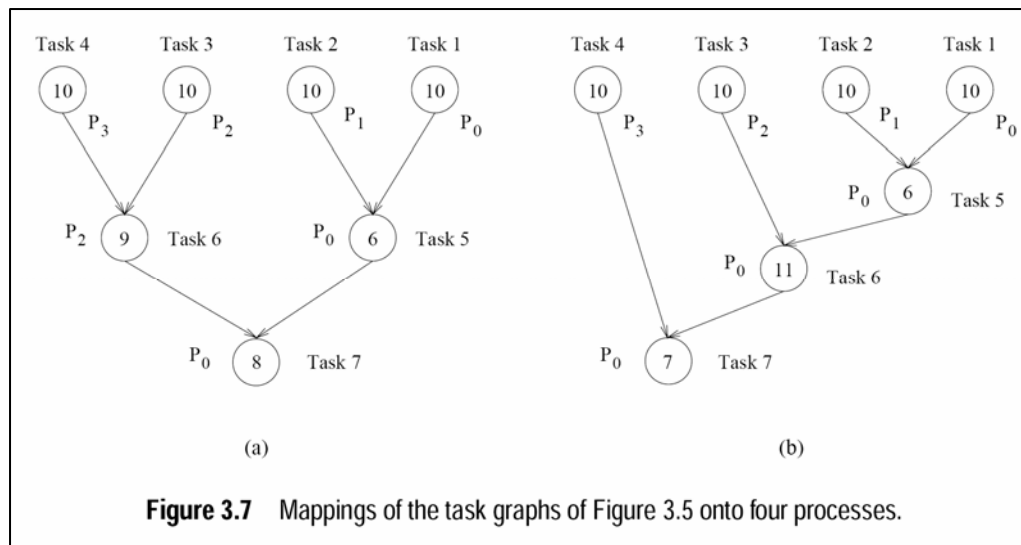 Task 4 Task 3 Task 2 Task 1 Task 4 Task 3 Task 2 Task 1
10 10 10 10 10 10 10 10
P3 P2 P1 P0 P3 P2 P1 P0
P0 6 Task 5
P2 9 Task 6 P0 6 Task 5
P0 11 Task 6
P0 8 Task 7 P0 7 Task 7
(a) (b)
Figure 3.7 Mappings of the task graphs of Figure 3.5 onto four processes.